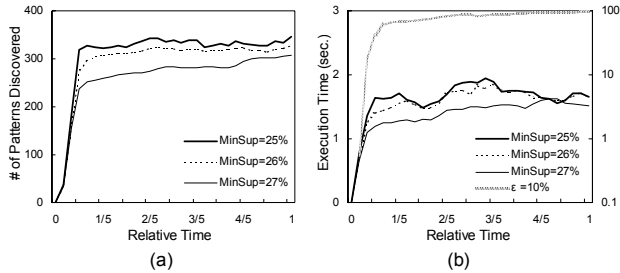 # of Patterns Discovered
400
300
200
100
0
MinSup=25%
MinSup=26%
MinSup=27%
0 1/5 2/5 3/5 4/5 1
Relative Time
(a)
Execution Time (sec.)
3
2
1
0
100
10
1
0.1
MinSup=25%
MinSup=26%
MinSup=27%
ε =10%
0 1/5 2/5 3/5 4/5 1
Relative Time
(b)